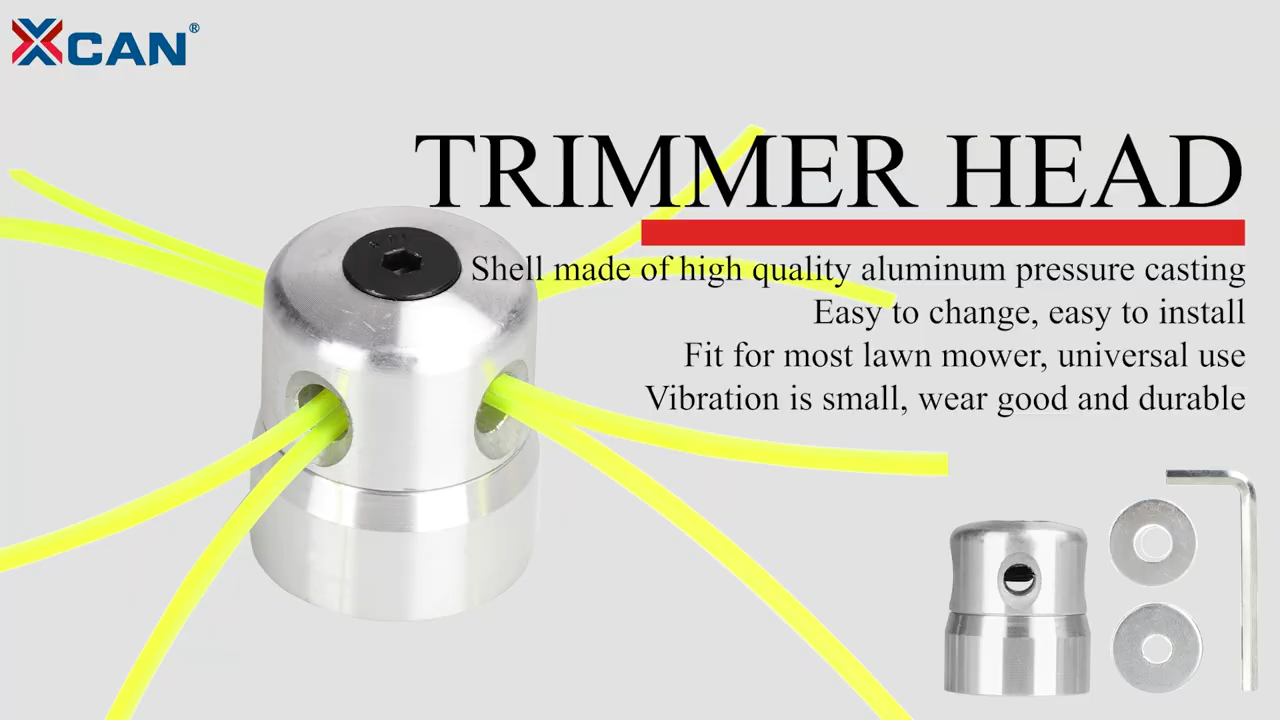 XCAN®
TRIMMER HEAD
Shell made of high quality aluminum pressure casting
Easy to change, easy to install
Fit for most lawn mower, universal use
Vibration is small, wear good and durable